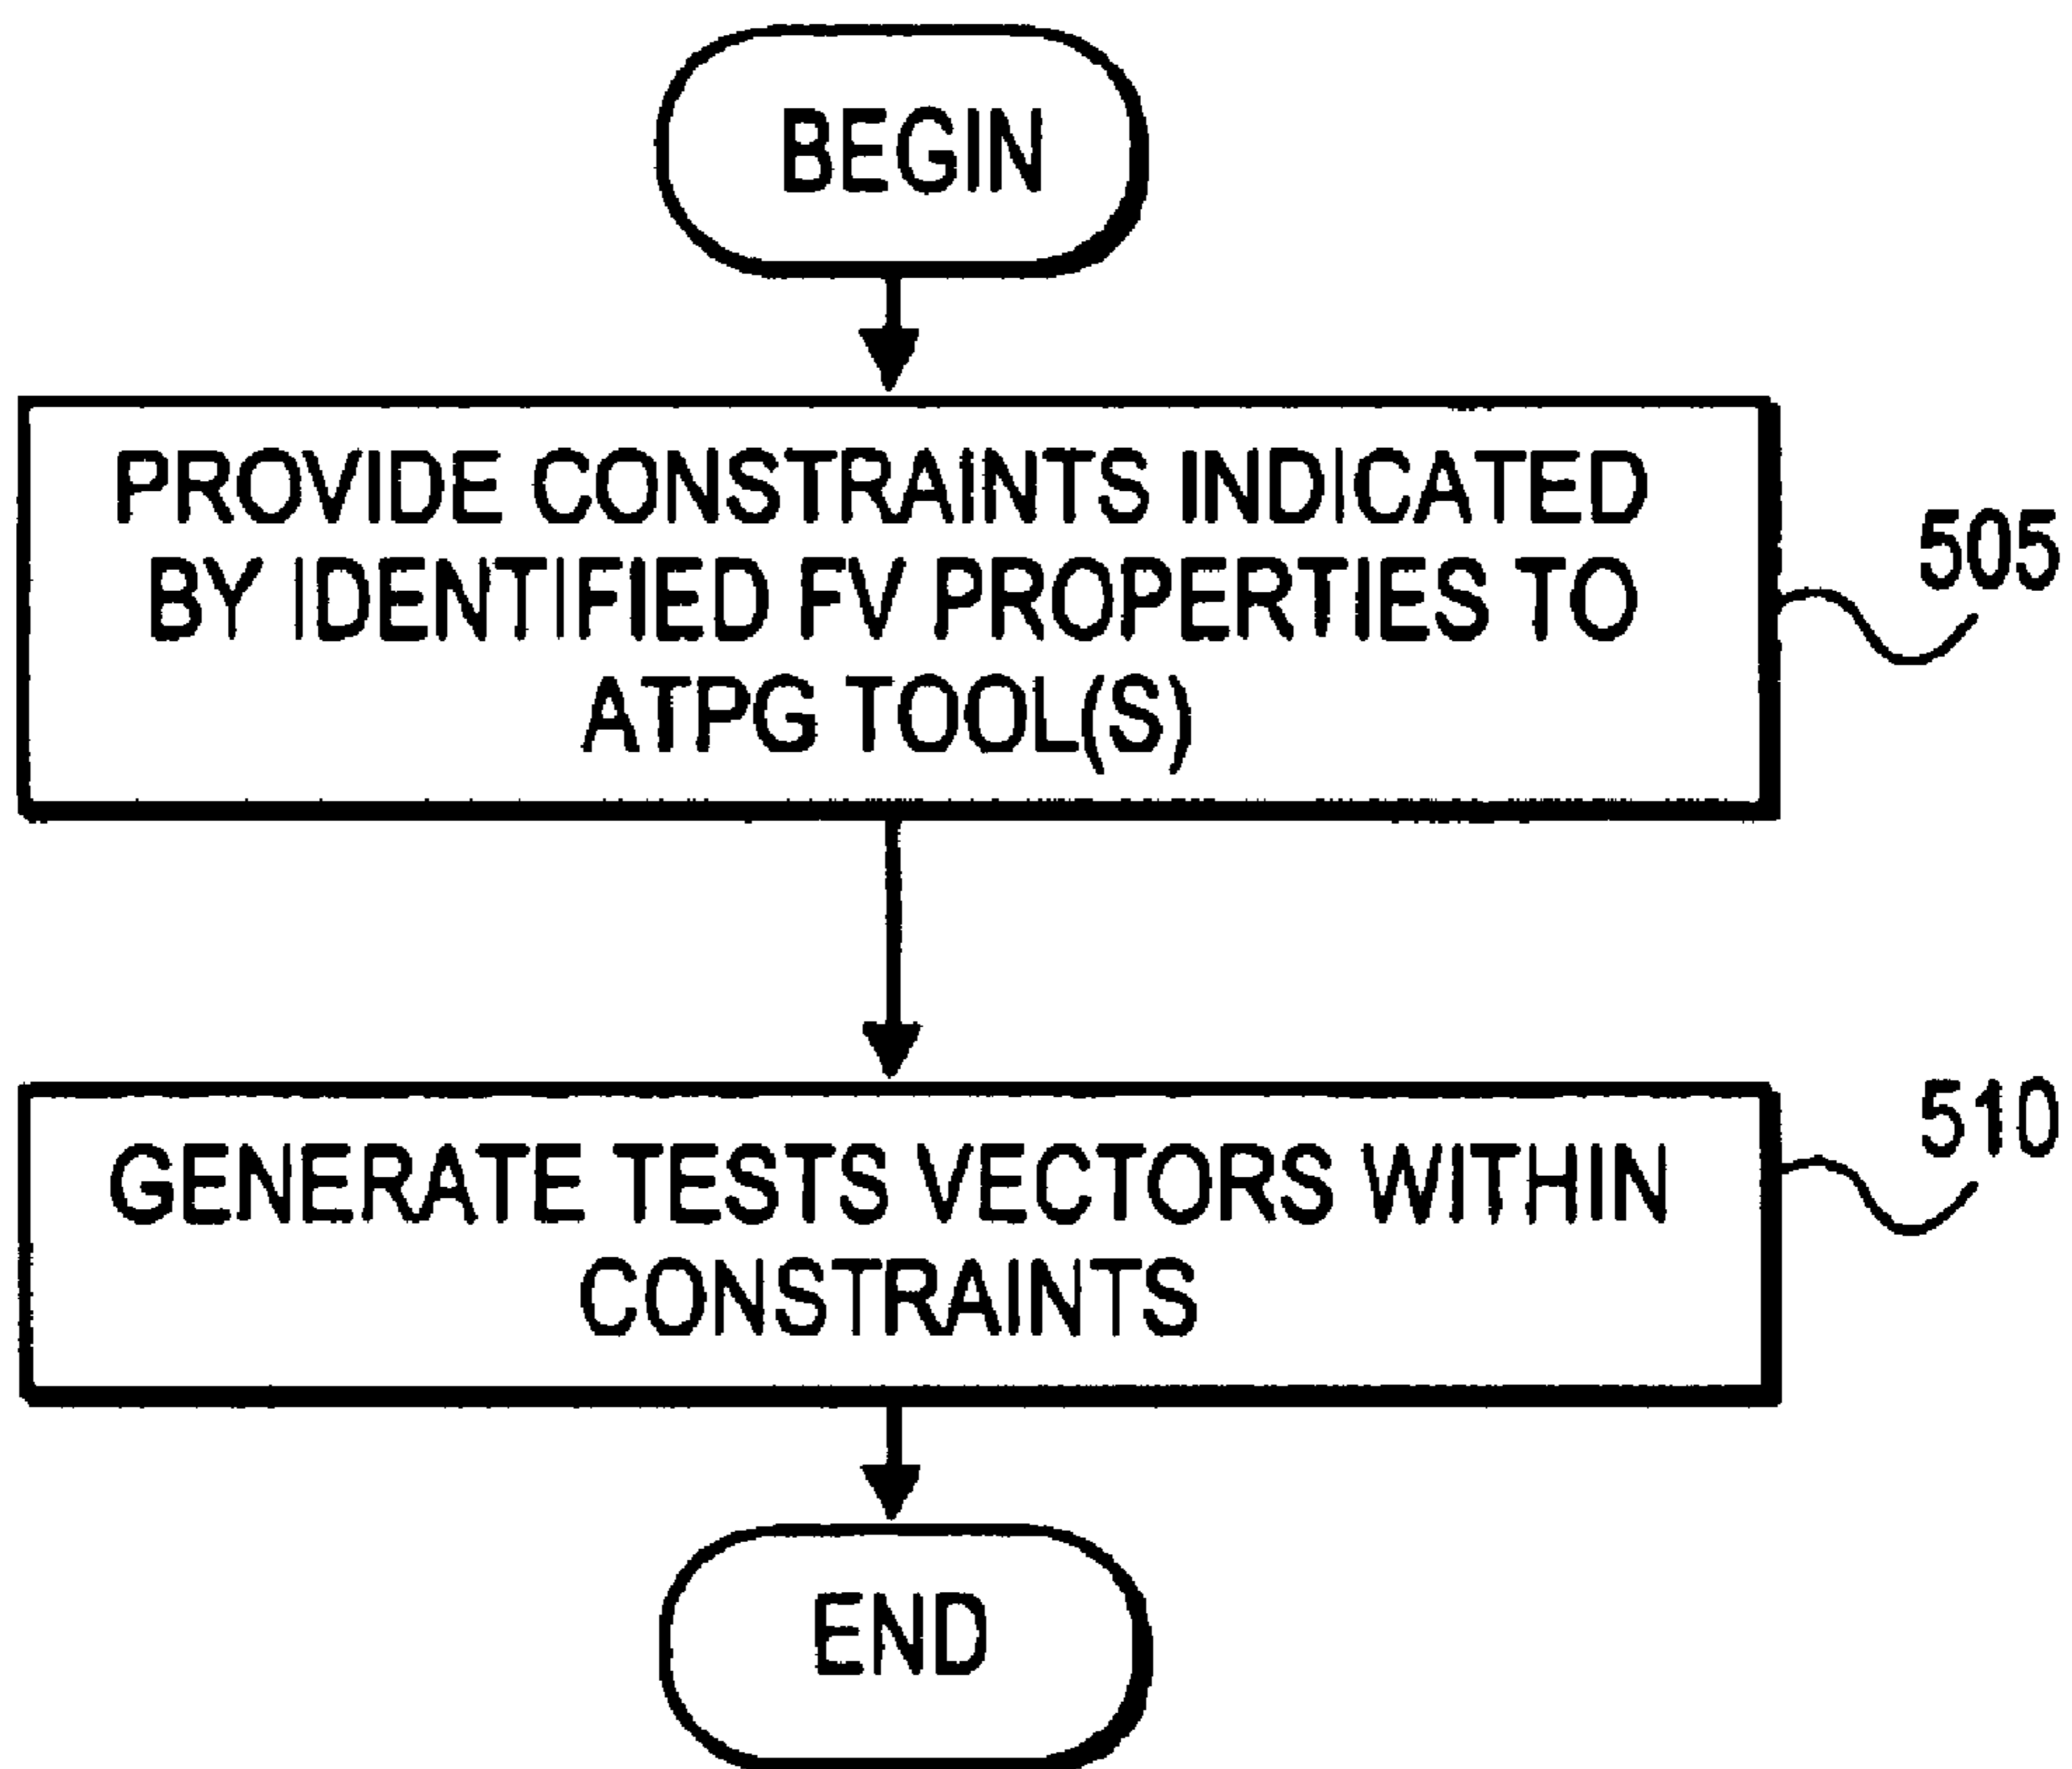 BEGIN
PROVIDE CONSTRAINTS INDICATED
BY IDENTIFIED FV PROPERTIES TO
ATPG TOOL(S)
505
GENERATE TESTS VECTORS WITHIN
CONSTRAINTS
510
END